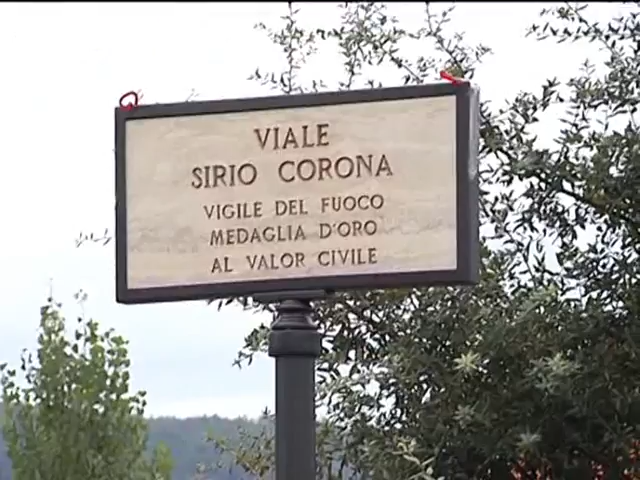 VIALE
SIRIO CORONA
VIGILE DEL FUOCO
MEDAGLIA D'ORO
AL VALOR CIVILE